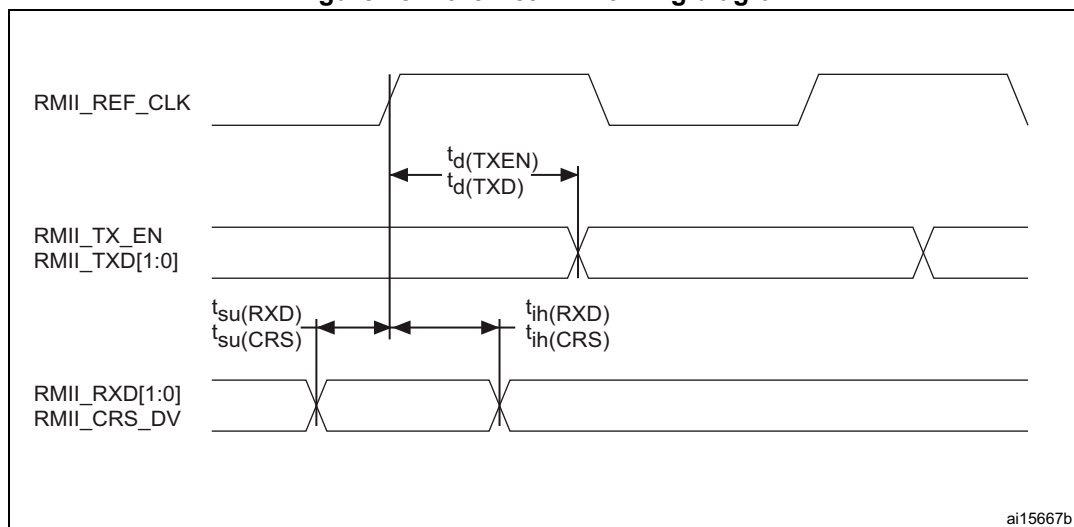 RMII_REF_CLK
td(TXEN)
td(TXD)
RMII_TX_EN
RMII_TXD[1:0]
tsu(RXD)
tsu(CRS)
tih(RXD)
tih(CRS)
RMII_RXD[1:0]
RMII_CRS_DV
ai15667b